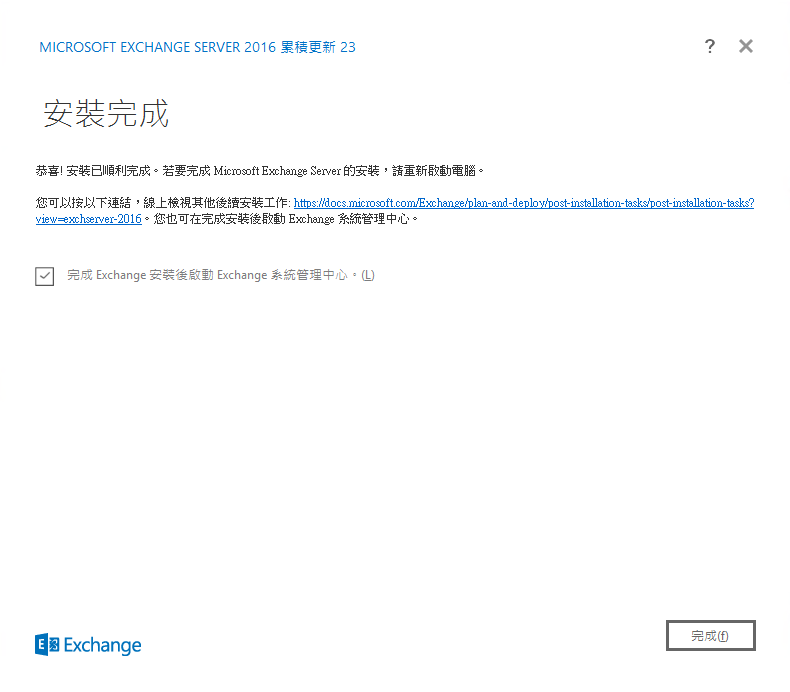 MICROSOFT EXCHANGE SERVER 2016 累積更新 23
?
安裝完成
恭喜! 安裝已順利完成。若要完成 Microsoft Exchange Server 的安裝，請重新啟動電腦。
您可以按以下連結，線上檢視其他後續安裝工作: https://docs.microsoft.com/Exchange/plan-and-deploy/post-installation-tasks/post-installation-tasks?
view=exchserver-2016。您也可在完成安裝後啟動 Exchange 系統管理中心。
完成 Exchange 安裝後啟動 Exchange 系統管理中心。(L)
E Exchange
完成(f)